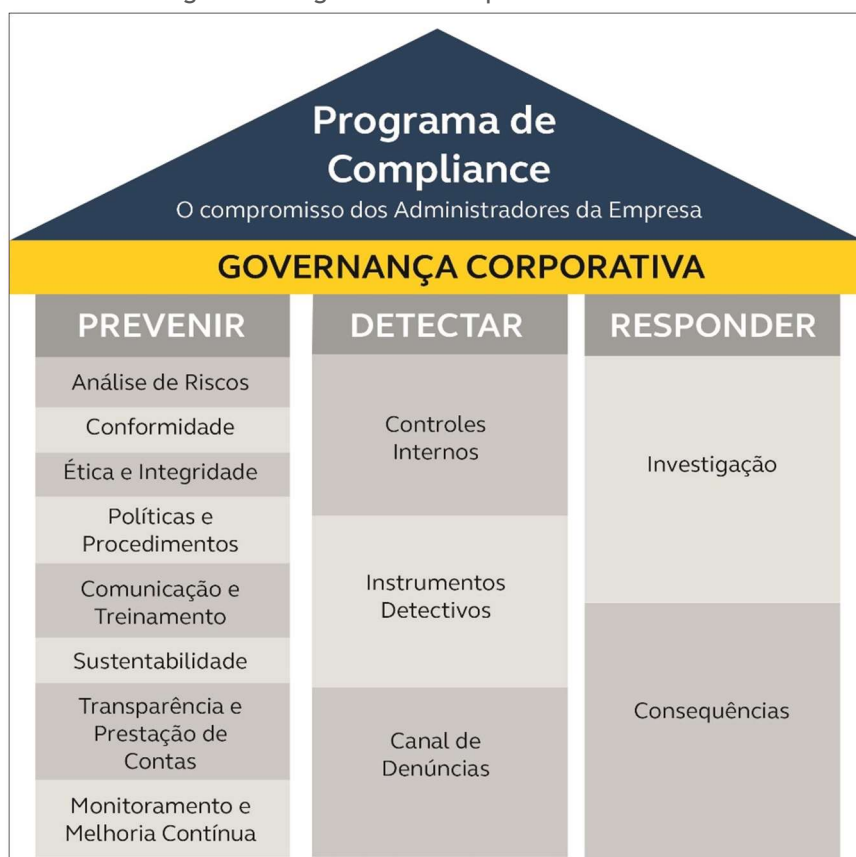 Programa de
Compliance
O compromisso dos Administradores da Empresa
GOVERNANÇA CORPORATIVA
PREVENIR
Análise de Riscos
Conformidade
Ética e Integridade
Políticas e
Procedimentos
Comunicação e
Treinamento
Sustentabilidade
Transparência e
Prestação de
Contas
Monitoramento e
Melhoria Contínua
DETECTAR
Controles
Internos
Instrumentos
Detectivos
Canal de
Denúncias
RESPONDER
Investigação
Consequências